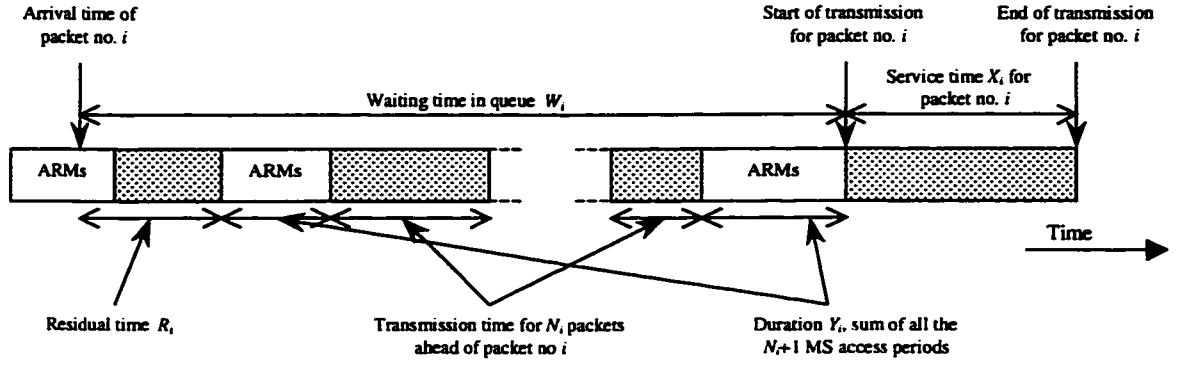 Arrival time of
packet no. i
Start of transmission
for packet no. i
End of transmission
for packet no. i
Waiting time in queue Wᵢ
Service time Xᵢ for
packet no. i
ARMs
ARMs
ARMs
Time
Residual time Rᵢ
Transmission time for Nᵢ packets
ahead of packet no i
Duration Yᵢ, sum of all the
Nᵢ+1 MS access periods